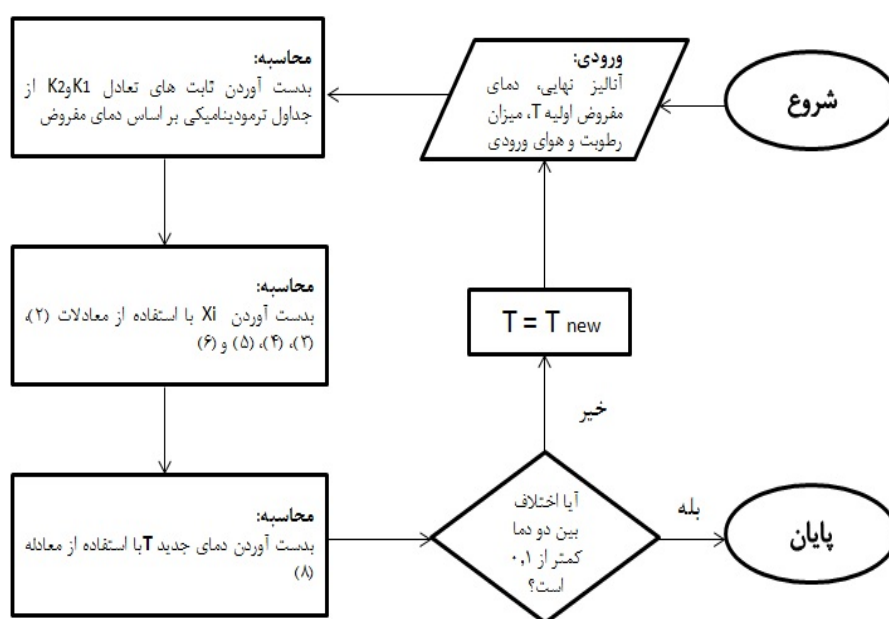 شروع
ورودی:
آنالیز نهایی، دمای
مفروض اولیه T، میزان
رطوبت و هوای ورودی
محاسبه:
بدست آوردن ثابت های تعادل K1وK2 از
جداول ترمودینامیکی بر اساس دمای مفروض
محاسبه:
بدست آوردن Xi با استفاده از معادلات (۲)،
(۳)، (۴)، (۵) و (۶)
محاسبه:
بدست آوردن دمای جدید Tبا استفاده از معادله
(۸)
آیا اختلاف
بین دو دما
کمتر از ۰,۱
است؟
خیر
T = T new
بله
پایان